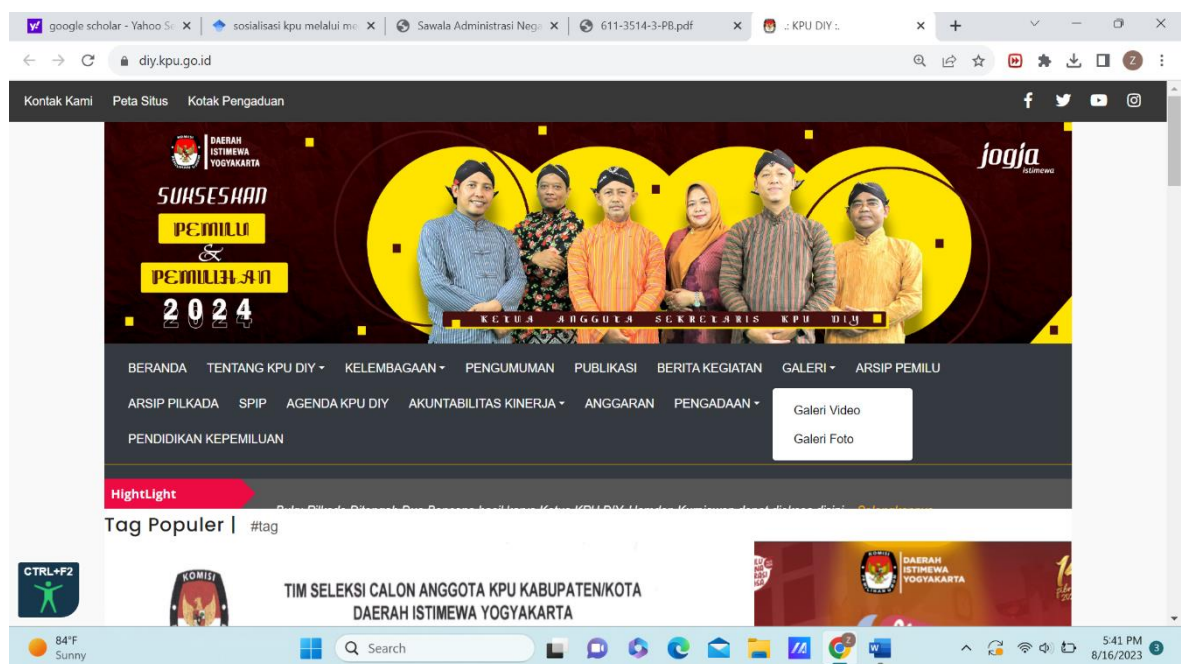 google scholar - Yahoo Se
sosialisasi kpu melalui me
Sawala Administrasi Nega
611-3514-3-PB.pdf
.: KPU DIY :.
diy.kpu.go.id
Z
Kontak Kami Peta Situs Kotak Pengaduan
DAERAH
ISTIMEWA
YOGYAKARTA
SUKSESKAN
PEMILU
&
PEMILIHAN
2024
jogja
istimewa
KETUA ANGGOTA SEKRETARIS KPU DIY
BERANDA TENTANG KPU DIY KELEMBAGAAN PENGUMUMAN PUBLIKASI BERITA KEGIATAN GALERI ARSIP PEMILU
ARSIP PILKADA SPIP AGENDA KPU DIY AKUNTABILITAS KINERJA ANGGARAN PENGADAAN
Galeri Video
Galeri Foto
PENDIDIKAN KEPEMILUAN
HightLight
Tag Populer | #tag
CTRL+F2
KOMISI
TIM SELEKSI CALON ANGGOTA KPU KABUPATEN/KOTA
DAERAH ISTIMEWA YOGYAKARTA
DAERAH
ISTIMEWA
YOGYAKARTA
84°F
Sunny
Search
5:41 PM
8/16/2023
3